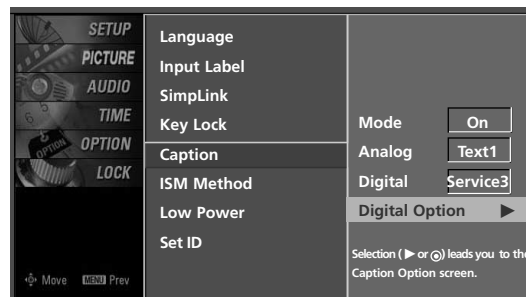 SETUP
PICTURE
AUDIO
TIME
OPTION
LOCK
Move MENU Prev
Language
Input Label
SimpLink
Key Lock
Caption
ISM Method
Low Power
Set ID
Mode On
Analog Text1
Digital Service3
Digital Option ▶
Selection ( ▶ or ◉) leads you to the
Caption Option screen.